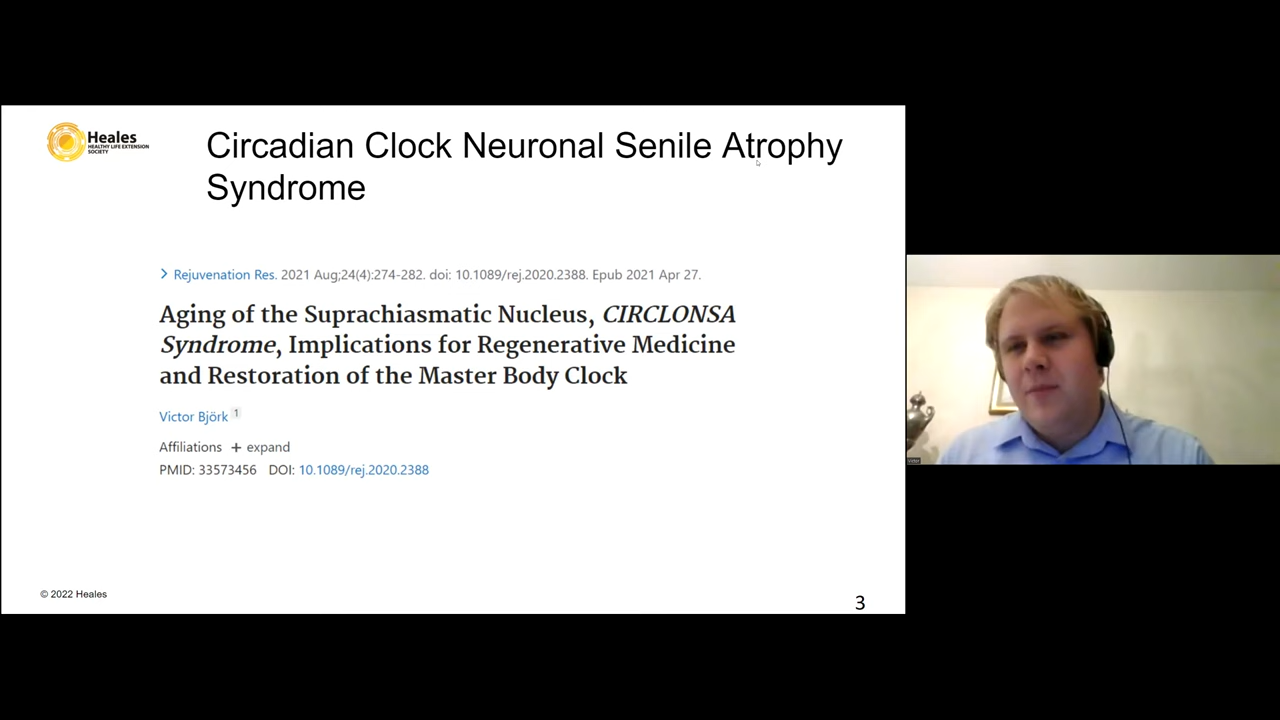 Heales
HEALTHY LIFE EXTENSION
SOCIETY
Circadian Clock Neuronal Senile Atrophy
Syndrome
Rejuvenation Res. 2021 Aug;24(4):274-282. doi: 10.1089/rej.2020.2388. Epub 2021 Apr 27.
Aging of the Suprachiasmatic Nucleus, CIRCLONSA
Syndrome, Implications for Regenerative Medicine
and Restoration of the Master Body Clock
Victor Björk 1
Affiliations + expand
PMID: 33573456 DOI: 10.1089/rej.2020.2388
© 2022 Heales
3